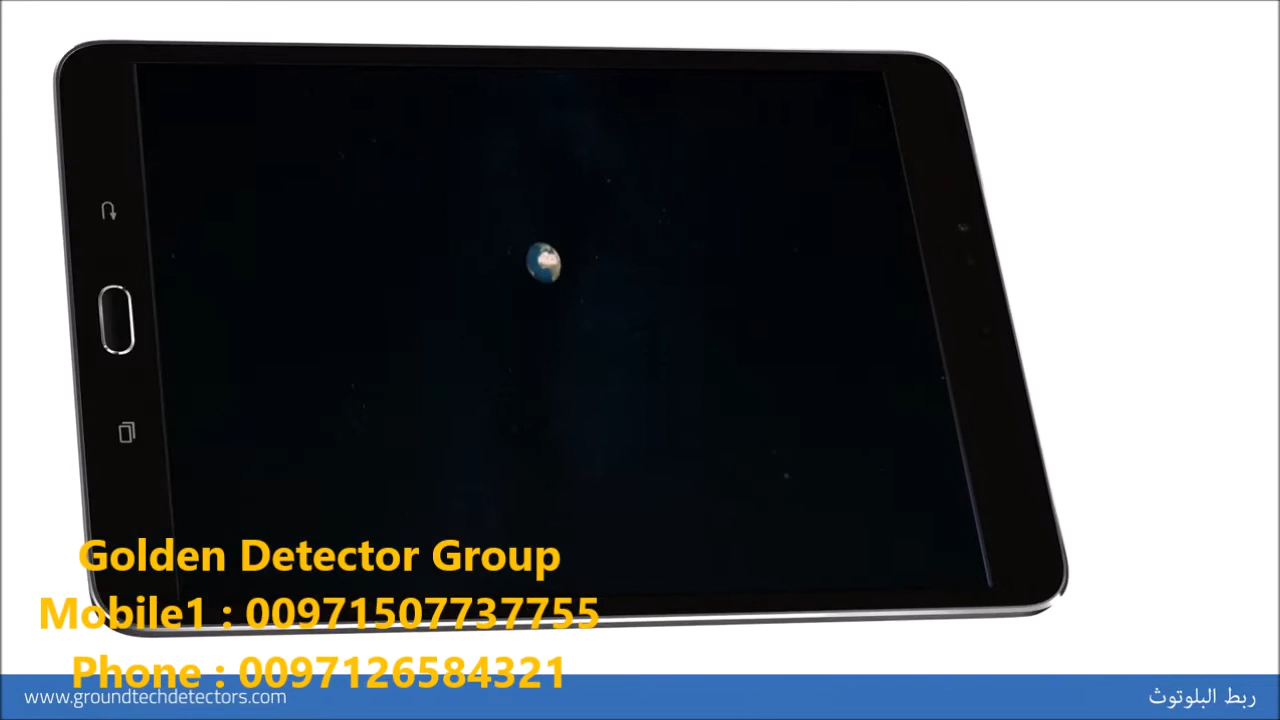 Golden Detector Group
Mobile1 : 00971507737755
Phone : 0097126584321
www.groundtechdetectors.com
ربط البلوتوث